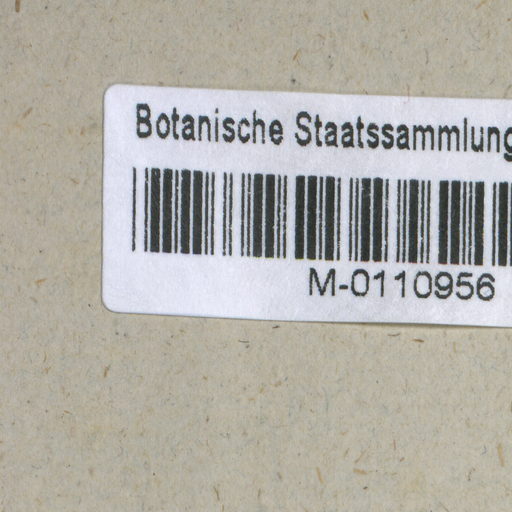 Botanische Staatssammlung
M-0110956